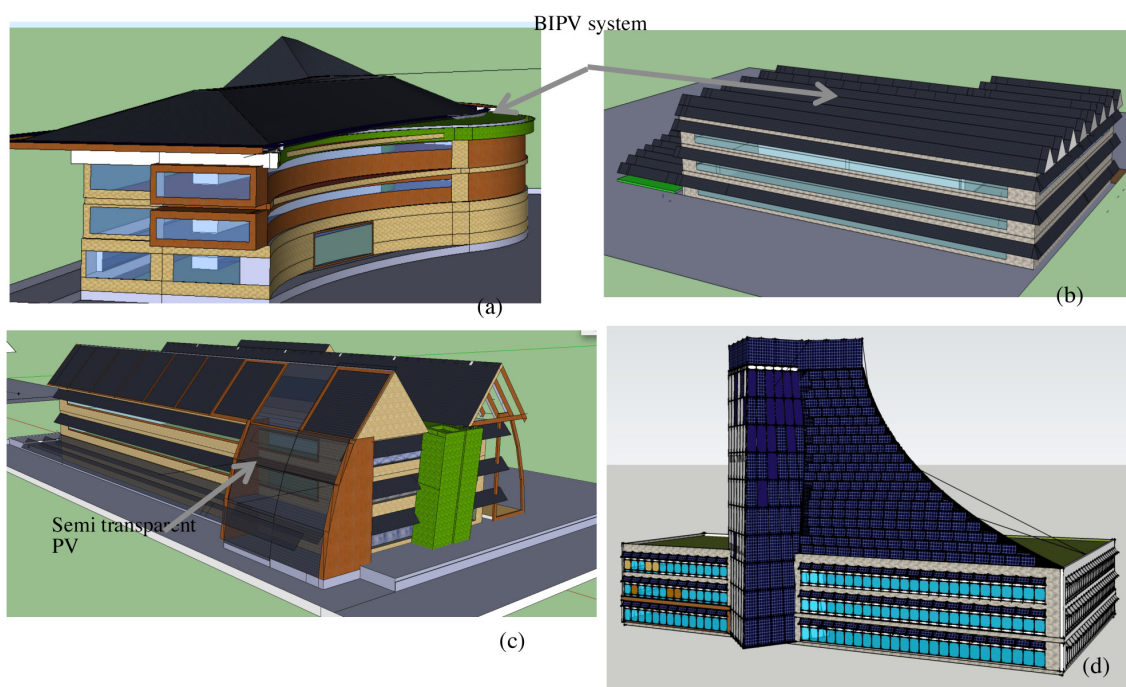 BIPV system
(a)
(b)
Semi transparent
PV
(c)
(d)